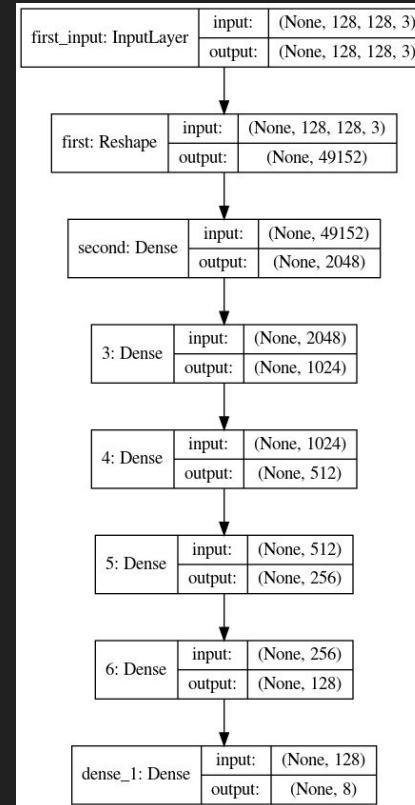 first_input: InputLayer input: (None, 128, 128, 3)
output: (None, 128, 128, 3)
first: Reshape input: (None, 128, 128, 3)
output: (None, 49152)
second: Dense input: (None, 49152)
output: (None, 2048)
3: Dense input: (None, 2048)
output: (None, 1024)
4: Dense input: (None, 1024)
output: (None, 512)
5: Dense input: (None, 512)
output: (None, 256)
6: Dense input: (None, 256)
output: (None, 128)
dense_1: Dense input: (None, 128)
output: (None, 8)